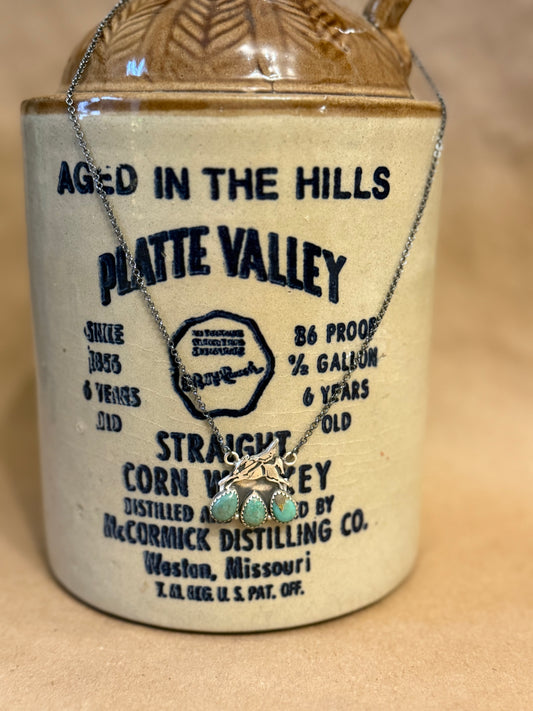 AGED IN THE HILLS
PLATTE VALLEY
SINCE
1856
6 YEARS
OLD
86 PROOF
½ GALLON
6 YEARS
OLD
STRAIGHT
CORN W KEY
DISTILLED A D BY
McCORMICK DISTILLING CO.
Weston, Missouri
T.M. REG. U.S. PAT. OFF.